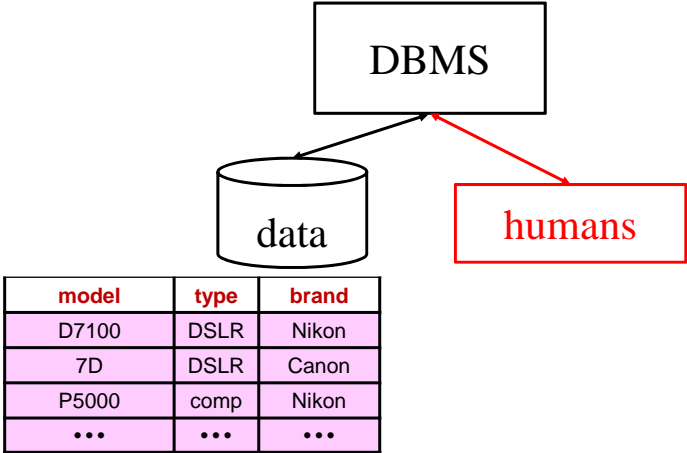 DBMS
data
humans
model type brand
D7100 DSLR Nikon
7D DSLR Canon
P5000 comp Nikon
••• ••• •••